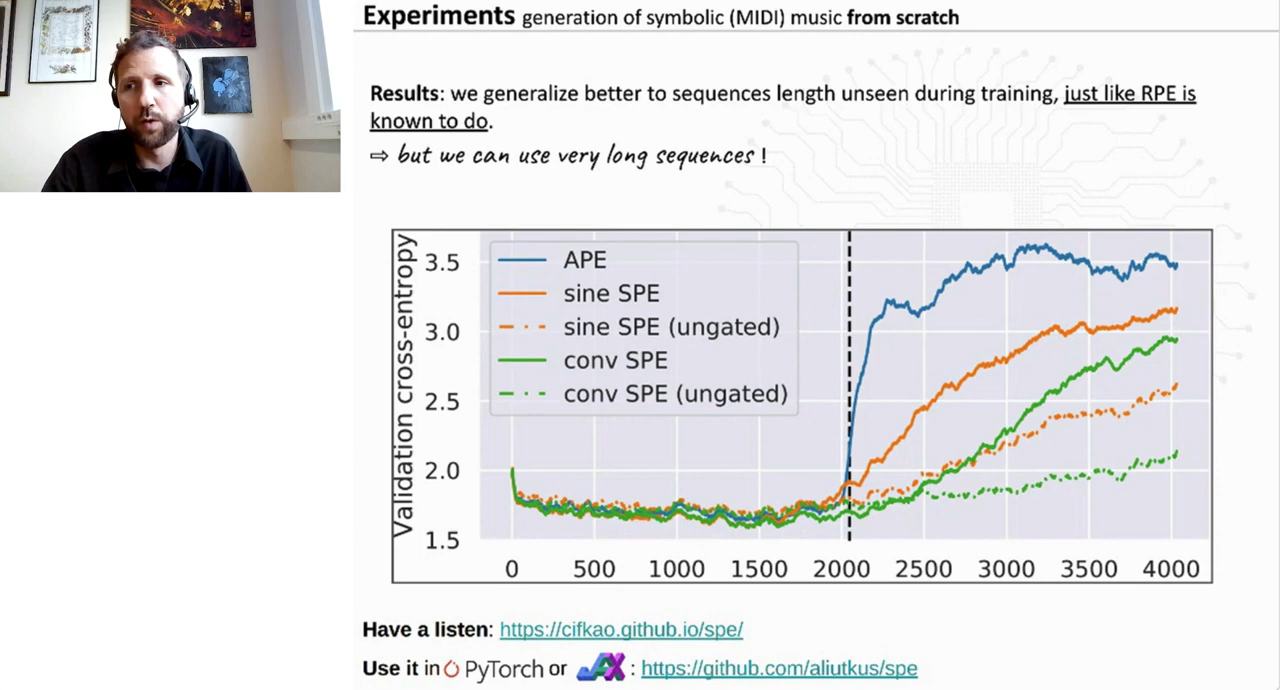 Experiments generation of symbolic (MIDI) music from scratch
Results: we generalize better to sequences length unseen during training, just like RPE is
known to do.
⇨ but we can use very long sequences !
Validation cross-entropy
3.5
3.0
2.5
2.0
1.5
APE
sine SPE
sine SPE (ungated)
conv SPE
conv SPE (ungated)
0 500 1000 1500 2000 2500 3000 3500 4000
Have a listen: https://cifkao.github.io/spe/
Use it in PyTorch or JAX : https://github.com/aliutkus/spe